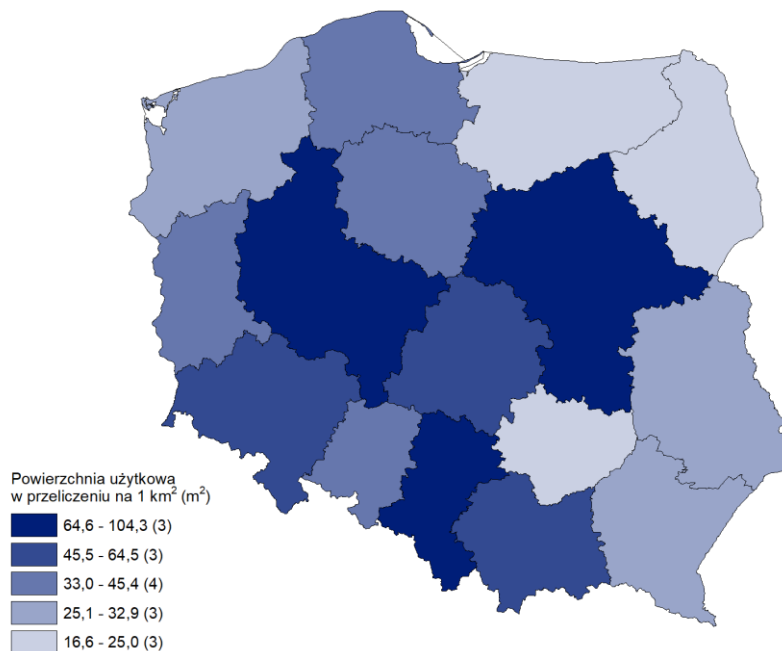 Powierzchnia użytkowa
w przeliczeniu na 1 km² (m²)
64,6 - 104,3 (3)
45,5 - 64,5 (3)
33,0 - 45,4 (4)
25,1 - 32,9 (3)
16,6 - 25,0 (3)